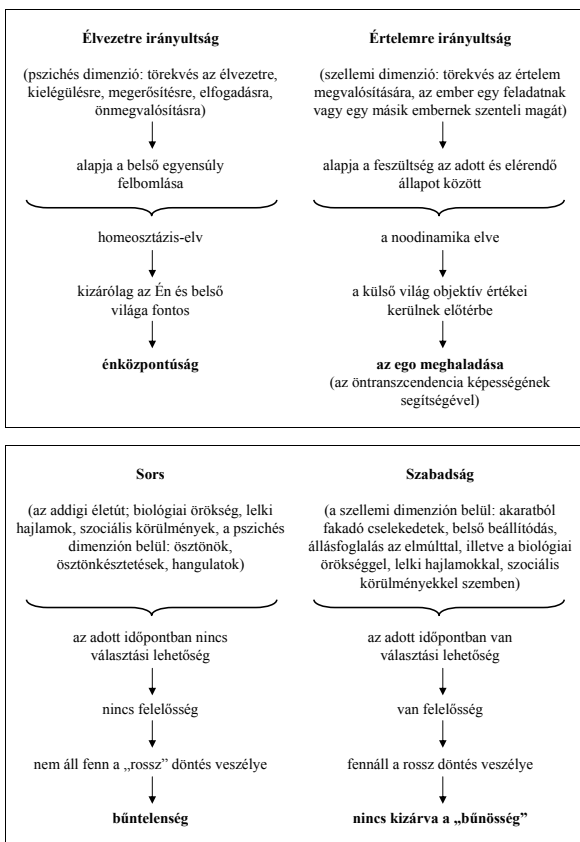 Élvezetre irányultság
(pszichés dimenzió: törekvés az élvezetre,
kielégülésre, megerősítésre, elfogadásra,
önmegvalósításra)
alapja a belső egyensúly
felbomlása
homeosztázis-elv
kizárólag az Én és belső
világa fontos
énközpontúság
Értelemre irányultság
(szellemi dimenzió: törekvés az értelem
megvalósítására, az ember egy feladatnak
vagy egy másik embernek szenteli magát)
alapja a feszültség az adott és elérendő
állapot között
a noodinamika elve
a külső világ objektív értékei
kerülnek előtérbe
az ego meghaladása
(az öntranszcendencia képességének
segítségével)
Sors
(az addigi életút; biológiai örökség, lelki
hajlamok, szociális körülmények, a pszichés
dimenzión belül: ösztönök,
ösztönkésztetések, hangulatok)
az adott időpontban nincs
választási lehetőség
nincs felelősség
nem áll fenn a „rossz” döntés veszélye
bűntelenség
Szabadság
(a szellemi dimenzión belül: akaratból
fakadó cselekedetek, belső beállítódás,
állásfoglalás az elmúlttal, illetve a biológiai
örökséggel, lelki hajlamokkal, szociális
körülményekkel szemben)
az adott időpontban van
választási lehetőség
van felelősség
fennáll a rossz döntés veszélye
nincs kizárva a „bűnösség”